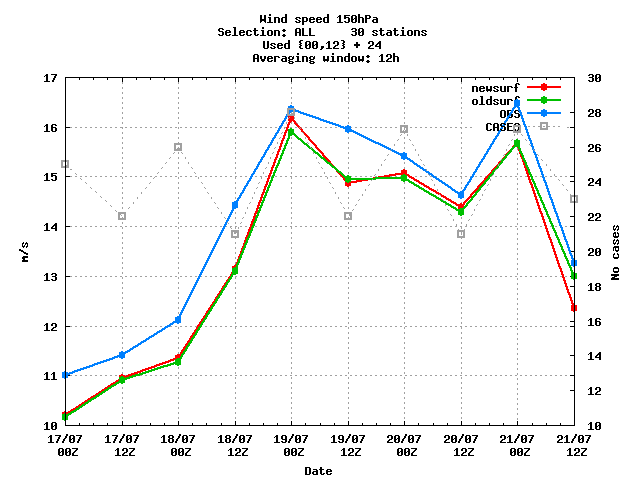 Wind speed 150hPa
Selection: ALL     30 stations
Used {00,12} + 24
Averaging window: 12h
newsurf
oldsurf
OBS
CASES
m/s
17
16
15
14
13
12
11
10
No cases
30
28
26
24
22
20
18
16
14
12
10
17/07 17/07 18/07 18/07 19/07 19/07 20/07 20/07 21/07 21/07
00Z 12Z 00Z 12Z 00Z 12Z 00Z 12Z 00Z 12Z
Date